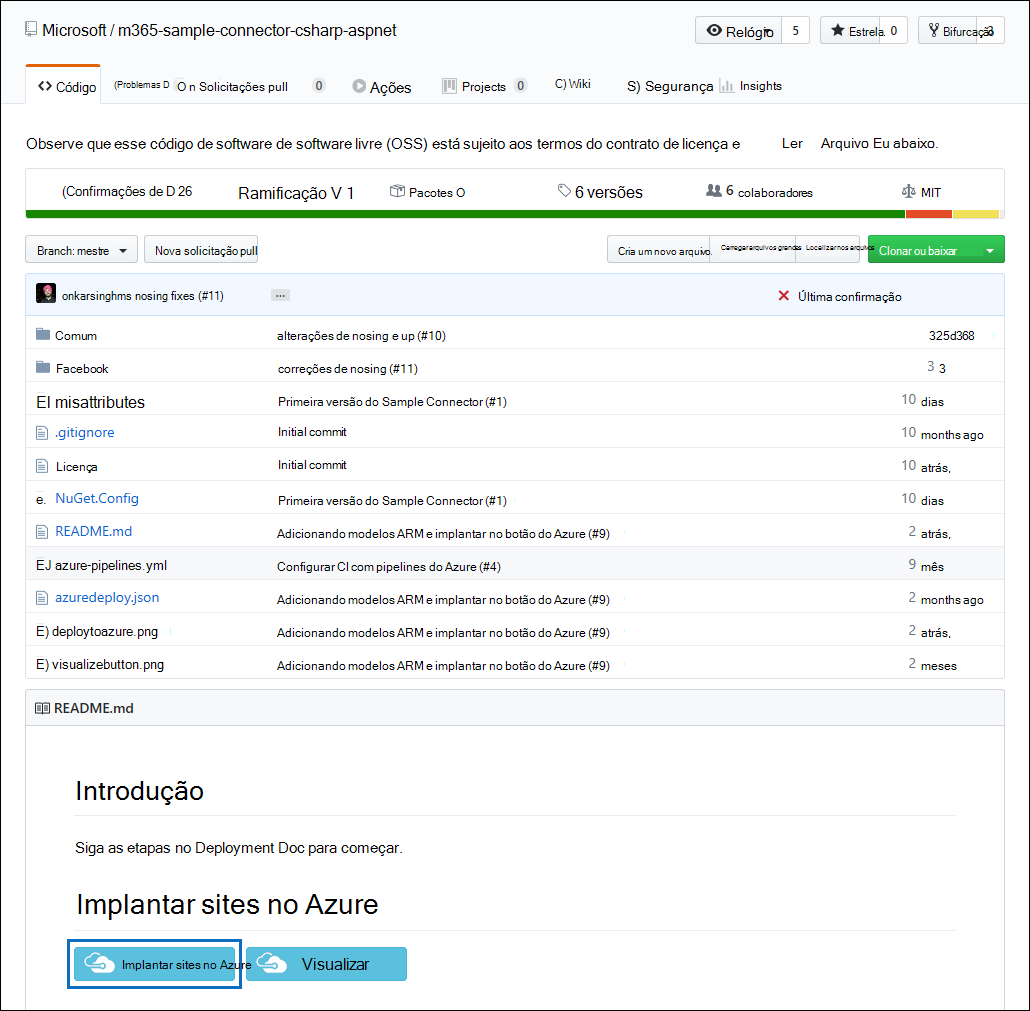 Microsoft / m365-sample-connector-csharp-aspnet
Relógio 5 Estrela. 0 Bifurcação
Código (Problemas D O n Solicitações pull 0 Ações Projects 0 C) Wiki S) Segurança Insights
Observe que esse código de software de software livre (OSS) está sujeito aos termos do contrato de licença e Ler Arquivo Eu abaixo.
(Confirmações de D 26 Ramificação V 1 Pacotes O 6 versões 6 colaboradores MIT
Branch: mestre Nova solicitação pull Cria um novo arquivo. Carregar arquivos grandes Localizar nos arquivos Clonar ou baixar
onkarsinghms nosing fixes (#11) ... Última confirmação
Comum alterações de nosing e up (#10) 325d368
Facebook correções de nosing (#11) 3 3
EI misattributes Primeira versão do Sample Connector (#1) 10 dias
.gitignore Initial commit 10 months ago
Licença Initial commit 10 atrás,
e. NuGet.Config Primeira versão do Sample Connector (#1) 10 dias
README.md Adicionando modelos ARM e implantar no botão do Azure (#9) 2 atrás,
EJ azure-pipelines.yml Configurar CI com pipelines do Azure (#4) 9 mês
azuredeploy.json Adicionando modelos ARM e implantar no botão do Azure (#9) 2 months ago
E) deploytoazure.png Adicionando modelos ARM e implantar no botão do Azure (#9) 2 atrás,
E) visualizebutton.png Adicionando modelos ARM e implantar no botão do Azure (#9) 2 meses
README.md
Introdução
Siga as etapas no Deployment Doc para começar.
Implantar sites no Azure
Implantar sites no Azure Visualizar